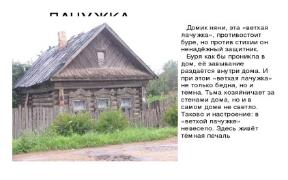 ЛАЧУЖКА
Домик няни, эта «ветхая
лачужка», противостоит
буре, но против стихии он
ненадёжный защитник.
Буря как бы проникла в
дом, её завывание
раздаётся внутри дома. И
при этом «ветхая лачужка»
не только бедна, но и
темна. Тьма хозяйничает за
стенами дома, но и в
самом доме не светло.
Таково и настроение: в
«ветхой лачужке»
невесело. Здесь живёт
тёмная печаль